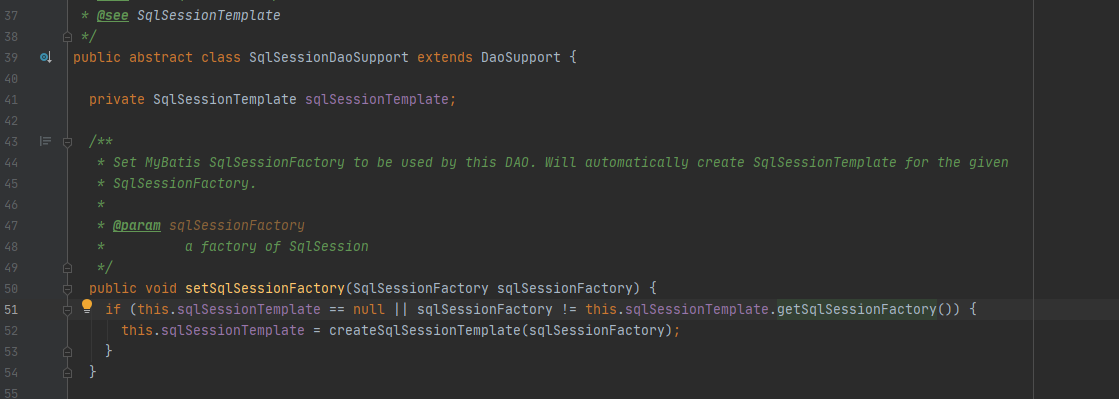 37 * @see SqlSessionTemplate
38 */
39 public abstract class SqlSessionDaoSupport extends DaoSupport {
40
41 private SqlSessionTemplate sqlSessionTemplate;
42
43 /**
44 * Set MyBatis SqlSessionFactory to be used by this DAO. Will automatically create SqlSessionTemplate for the given
45 * SqlSessionFactory.
46 *
47 * @param sqlSessionFactory
48 * a factory of SqlSession
49 */
50 public void setSqlSessionFactory(SqlSessionFactory sqlSessionFactory) {
51 if (this.sqlSessionTemplate == null || sqlSessionFactory != this.sqlSessionTemplate.getSqlSessionFactory()) {
52 this.sqlSessionTemplate = createSqlSessionTemplate(sqlSessionFactory);
53 }
54 }
55